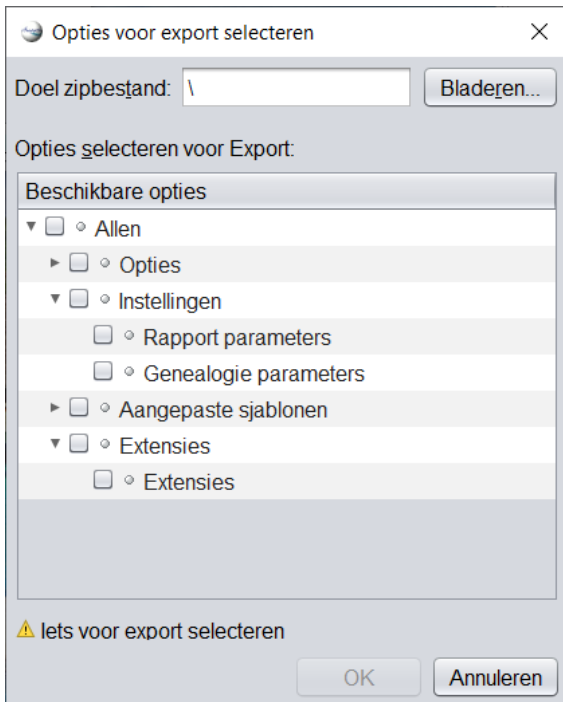 Opties voor export selecteren
Doel zipbestand: \ Bladeren...
Opties selecteren voor Export:
Beschikbare opties
Allen
Opties
Instellingen
Rapport parameters
Genealogie parameters
Aangepaste sjablonen
Extensies
Extensies
Iets voor export selecteren
OK Annuleren